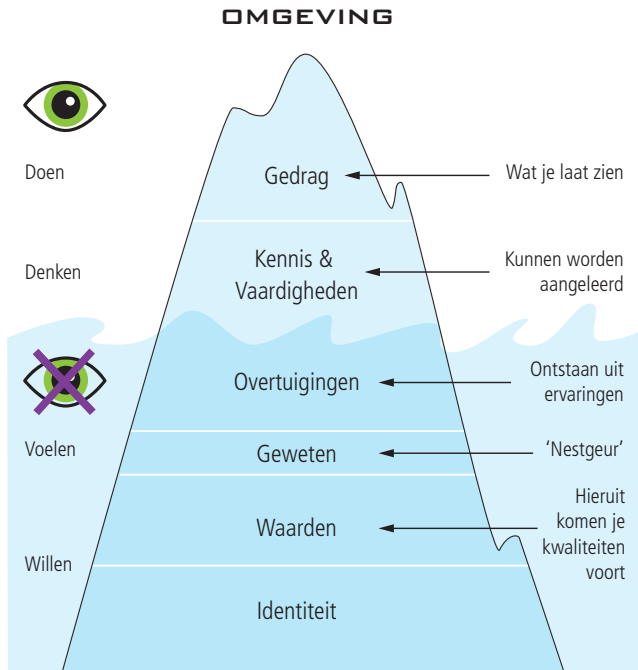 OMGEVING
Doen
Gedrag
Wat je laat zien
Denken
Kennis &
Vaardigheden
Kunnen worden
aangeleerd
Overtuigingen
Ontstaan uit
ervaringen
Voelen
Geweten
'Nestgeur'
Waarden
Hieruit
komen je
kwaliteiten
voort
Willen
Identiteit